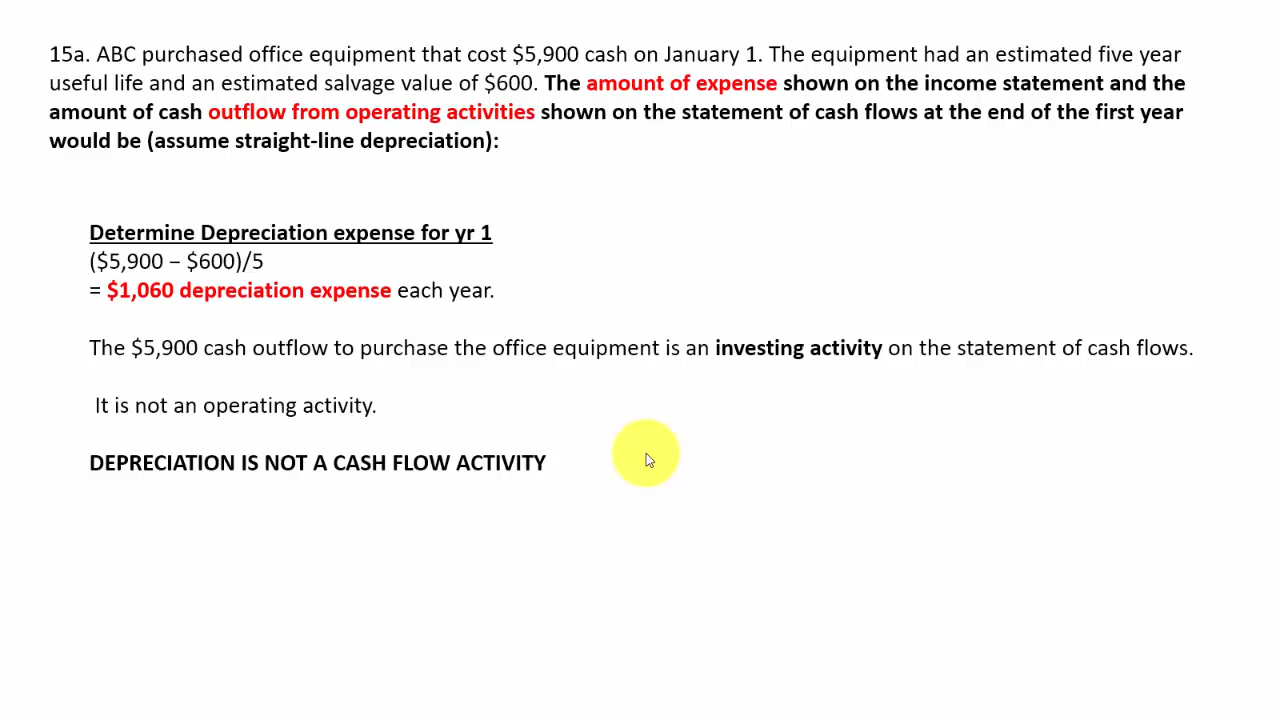 15a. ABC purchased office equipment that cost $5,900 cash on January 1. The equipment had an estimated five year
useful life and an estimated salvage value of $600. The amount of expense shown on the income statement and the
amount of cash outflow from operating activities shown on the statement of cash flows at the end of the first year
would be (assume straight-line depreciation):
Determine Depreciation expense for yr 1
($5,900 − $600)/5
= $1,060 depreciation expense each year.
The $5,900 cash outflow to purchase the office equipment is an investing activity on the statement of cash flows.
It is not an operating activity.
DEPRECIATION IS NOT A CASH FLOW ACTIVITY